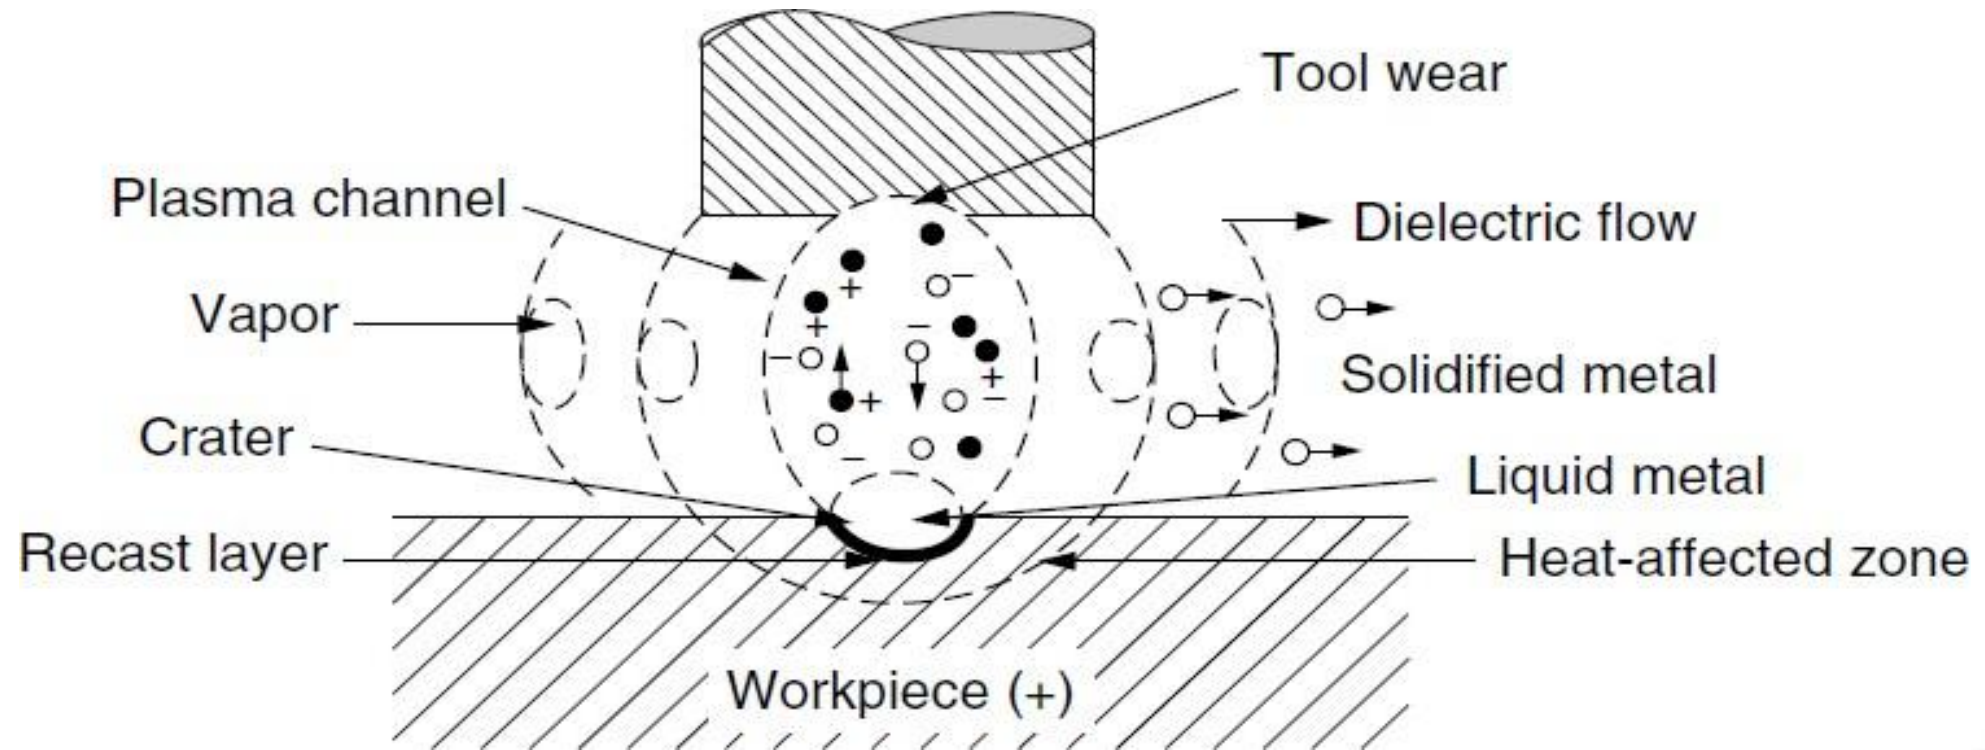 Tool wear
Plasma channel
Dielectric flow
Vapor
Solidified metal
Crater
Liquid metal
Recast layer
Heat-affected zone
Workpiece (+)
+
–
+
–
–
+
–
+
–